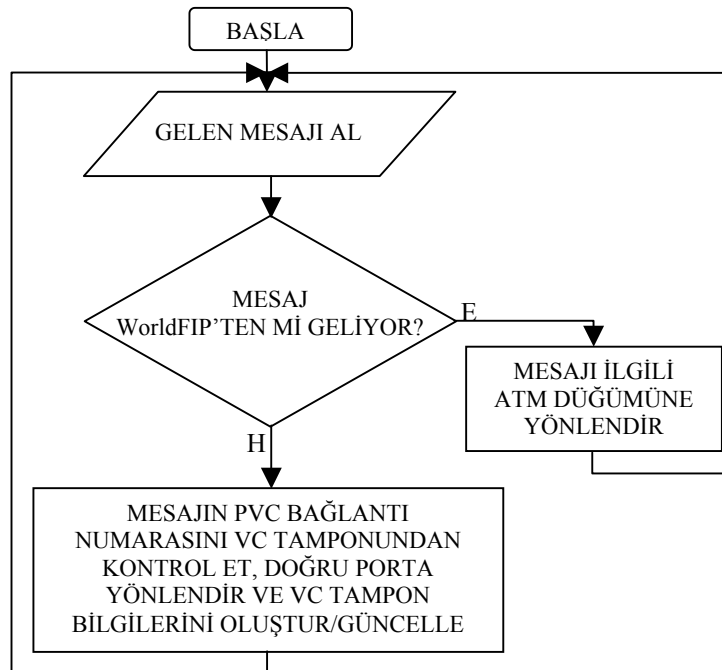 BAŞLA
GELEN MESAJI AL
MESAJ
WorldFIP’TEN Mİ GELİYOR?
E
MESAJI İLGİLİ
ATM DÜĞÜMÜNE
YÖNLENDİR
H
MESAJIN PVC BAĞLANTI
NUMARASINI VC TAMPONUNDAN
KONTROL ET, DOĞRU PORTA
YÖNLENDİR VE VC TAMPON
BİLGİLERİNİ OLUŞTUR/GÜNCELLE